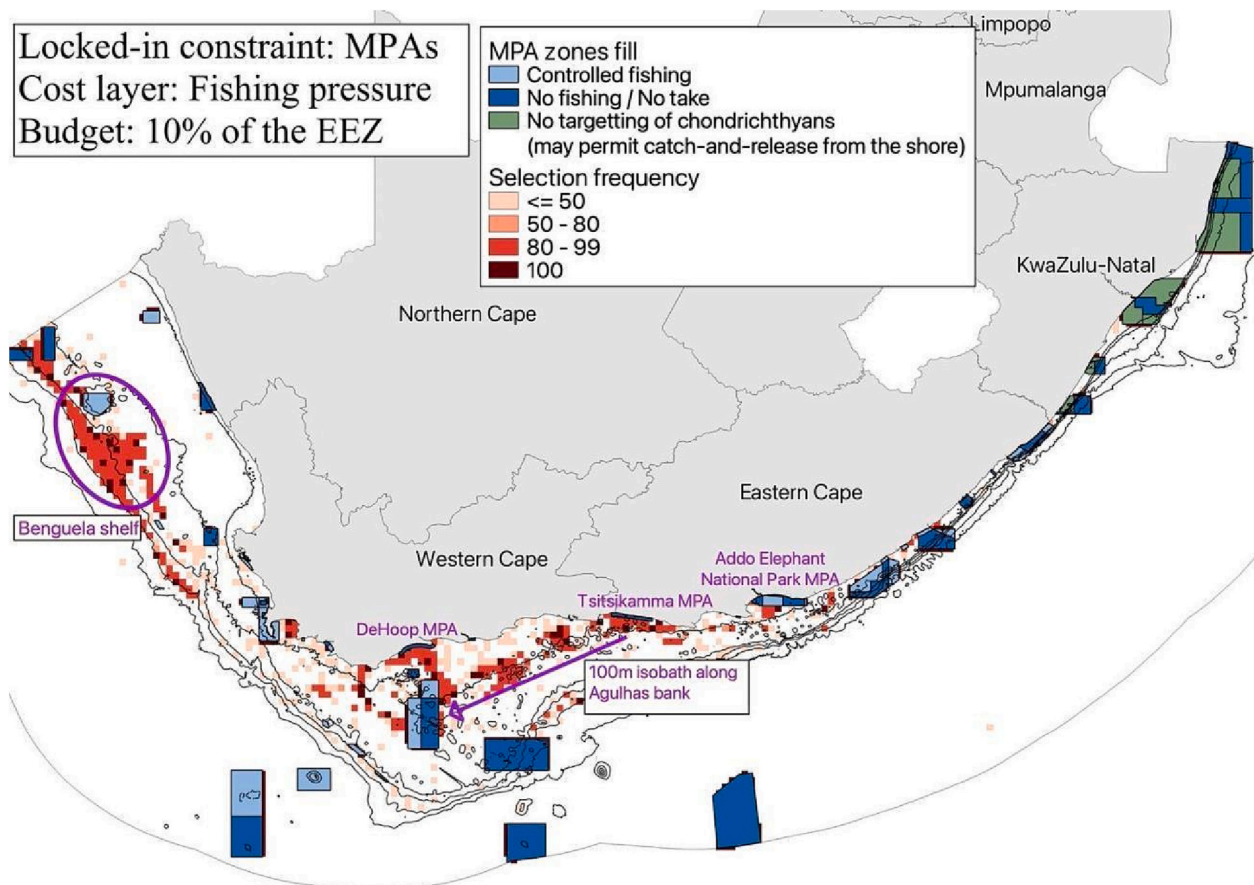 Locked-in constraint: MPAs
Cost layer: Fishing pressure
Budget: 10% of the EEZ
MPA zones fill
Controlled fishing
No fishing / No take
No targetting of chondrichthyans
(may permit catch-and-release from the shore)
Selection frequency
<= 50
50 - 80
80 - 99
100
Limpopo
Mpumalanga
KwaZulu-Natal
Northern Cape
Eastern Cape
Benguela shelf
Western Cape
Addo Elephant
National Park MPA
Tsitsikamma MPA
DeHoop MPA
100m isobath along
Agulhas bank